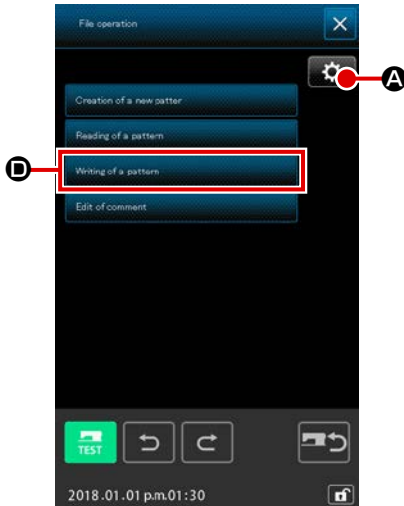 File operation
A
Creation of a new patter
Reading of a pattern
D
Writing of a pattern
Edit of comment
TEST
2018.01.01 p.m.01:30